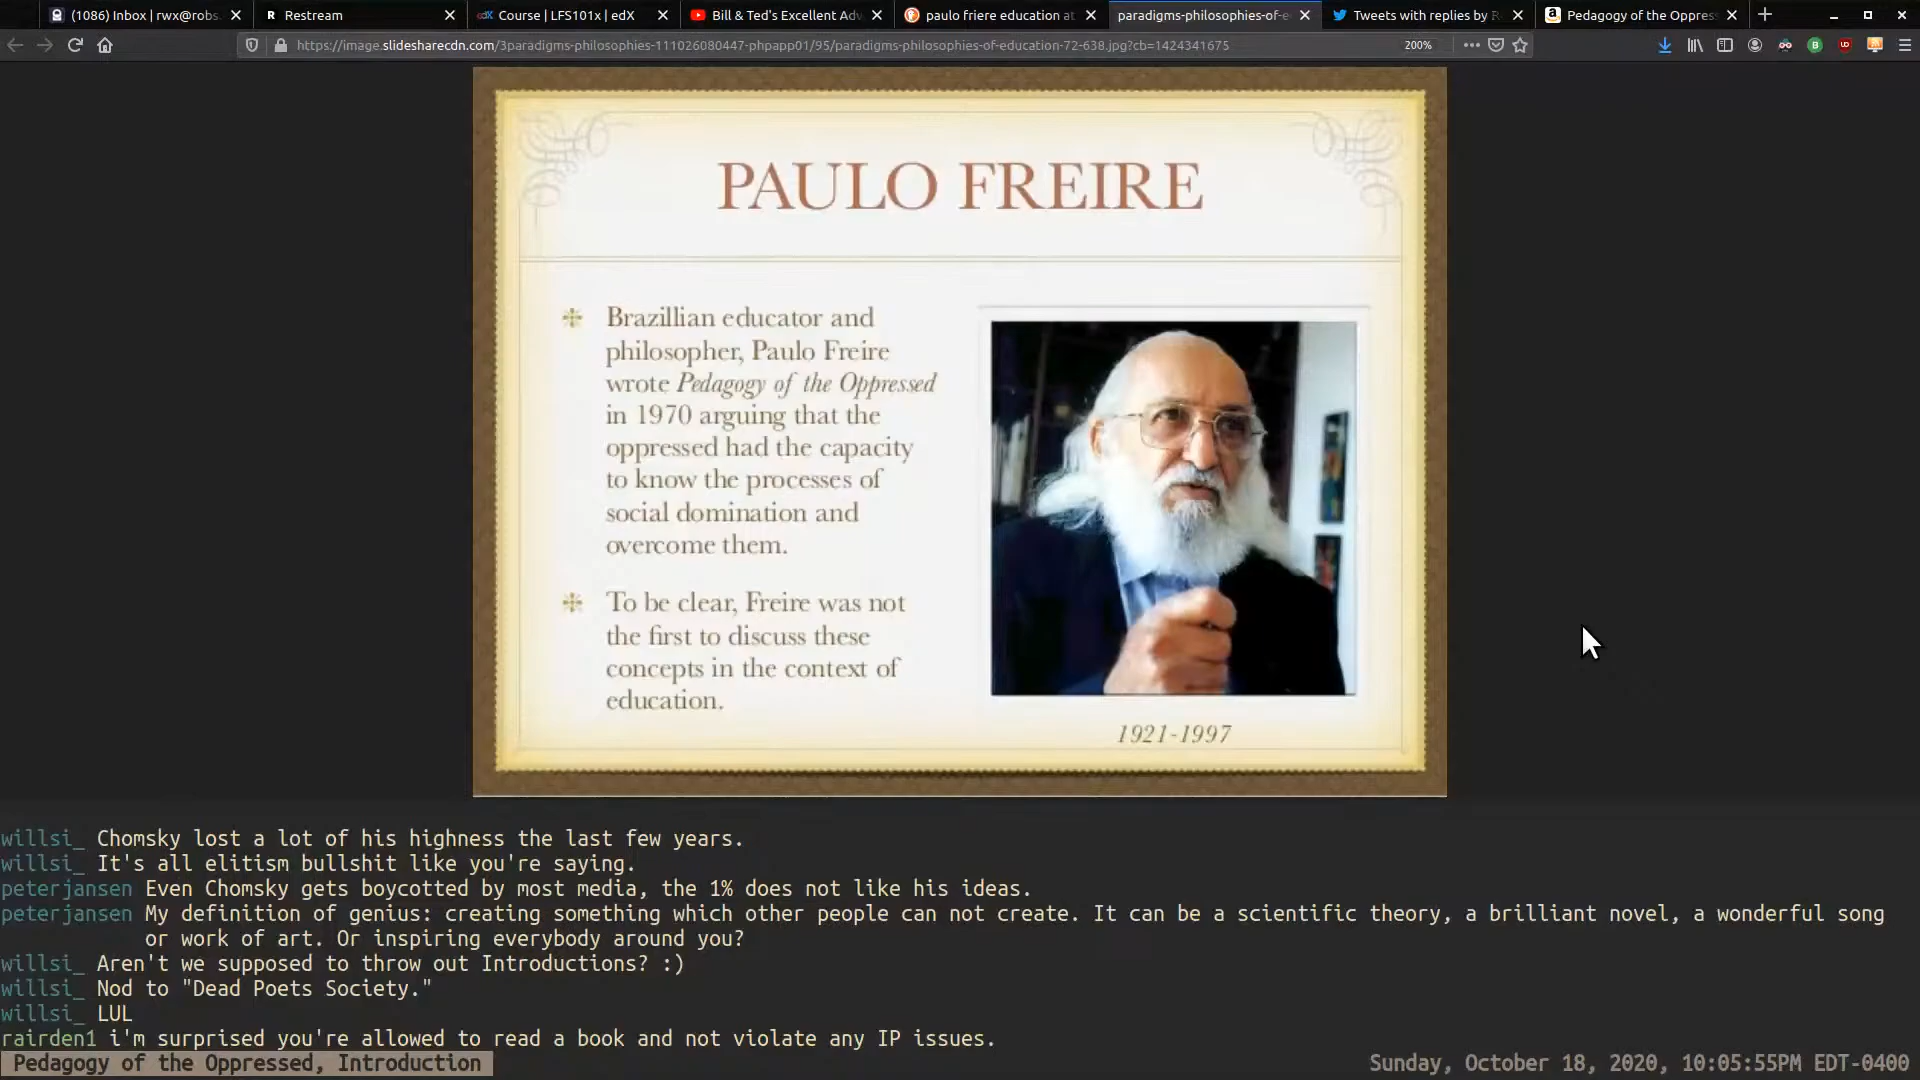 (1086) Inbox | rwx@robs
Restream
Course | LFS101x | edX
Bill & Ted's Excellent Adv
paulo friere education at
paradigms-philosophies-of-e
Tweets with replies by R
Pedagogy of the Oppress
https://image.slidesharecdn.com/3paradigms-philosophies-111026080447-phpapp01/95/paradigms-philosophies-of-education-72-638.jpg?cb=1424341675
200%
PAULO FREIRE
Brazillian educator and
philosopher, Paulo Freire
wrote Pedagogy of the Oppressed
in 1970 arguing that the
oppressed had the capacity
to know the processes of
social domination and
overcome them.
To be clear, Freire was not
the first to discuss these
concepts in the context of
education.
1921-1997
willsi_ Chomsky lost a lot of his highness the last few years.
willsi_ It's all elitism bullshit like you're saying.
peterjansen Even Chomsky gets boycotted by most media, the 1% does not like his ideas.
peterjansen My definition of genius: creating something which other people can not create. It can be a scientific theory, a brilliant novel, a wonderful song
or work of art. Or inspiring everybody around you?
willsi_ Aren't we supposed to throw out Introductions? :)
willsi_ Nod to "Dead Poets Society."
willsi_ LUL
rairden1 i'm surprised you're allowed to read a book and not violate any IP issues.
Pedagogy of the Oppressed, Introduction
Sunday, October 18, 2020, 10:05:55PM EDT-0400